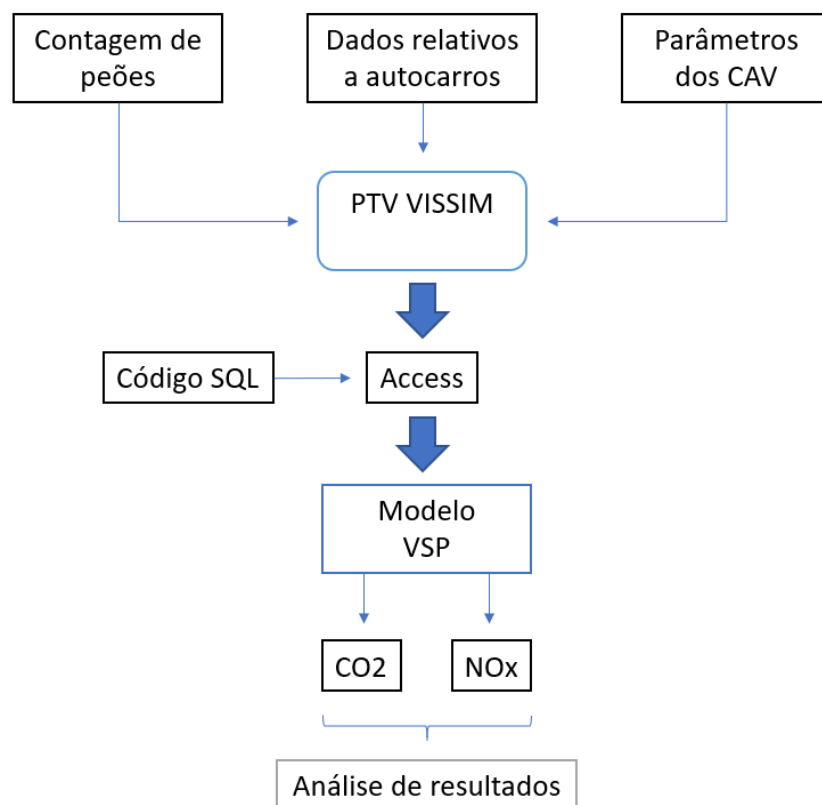 Contagem de
peões
Dados relativos
a autocarros
Parâmetros
dos CAV
PTV VISSIM
Código SQL
Access
Modelo
VSP
CO2
NOx
Análise de resultados